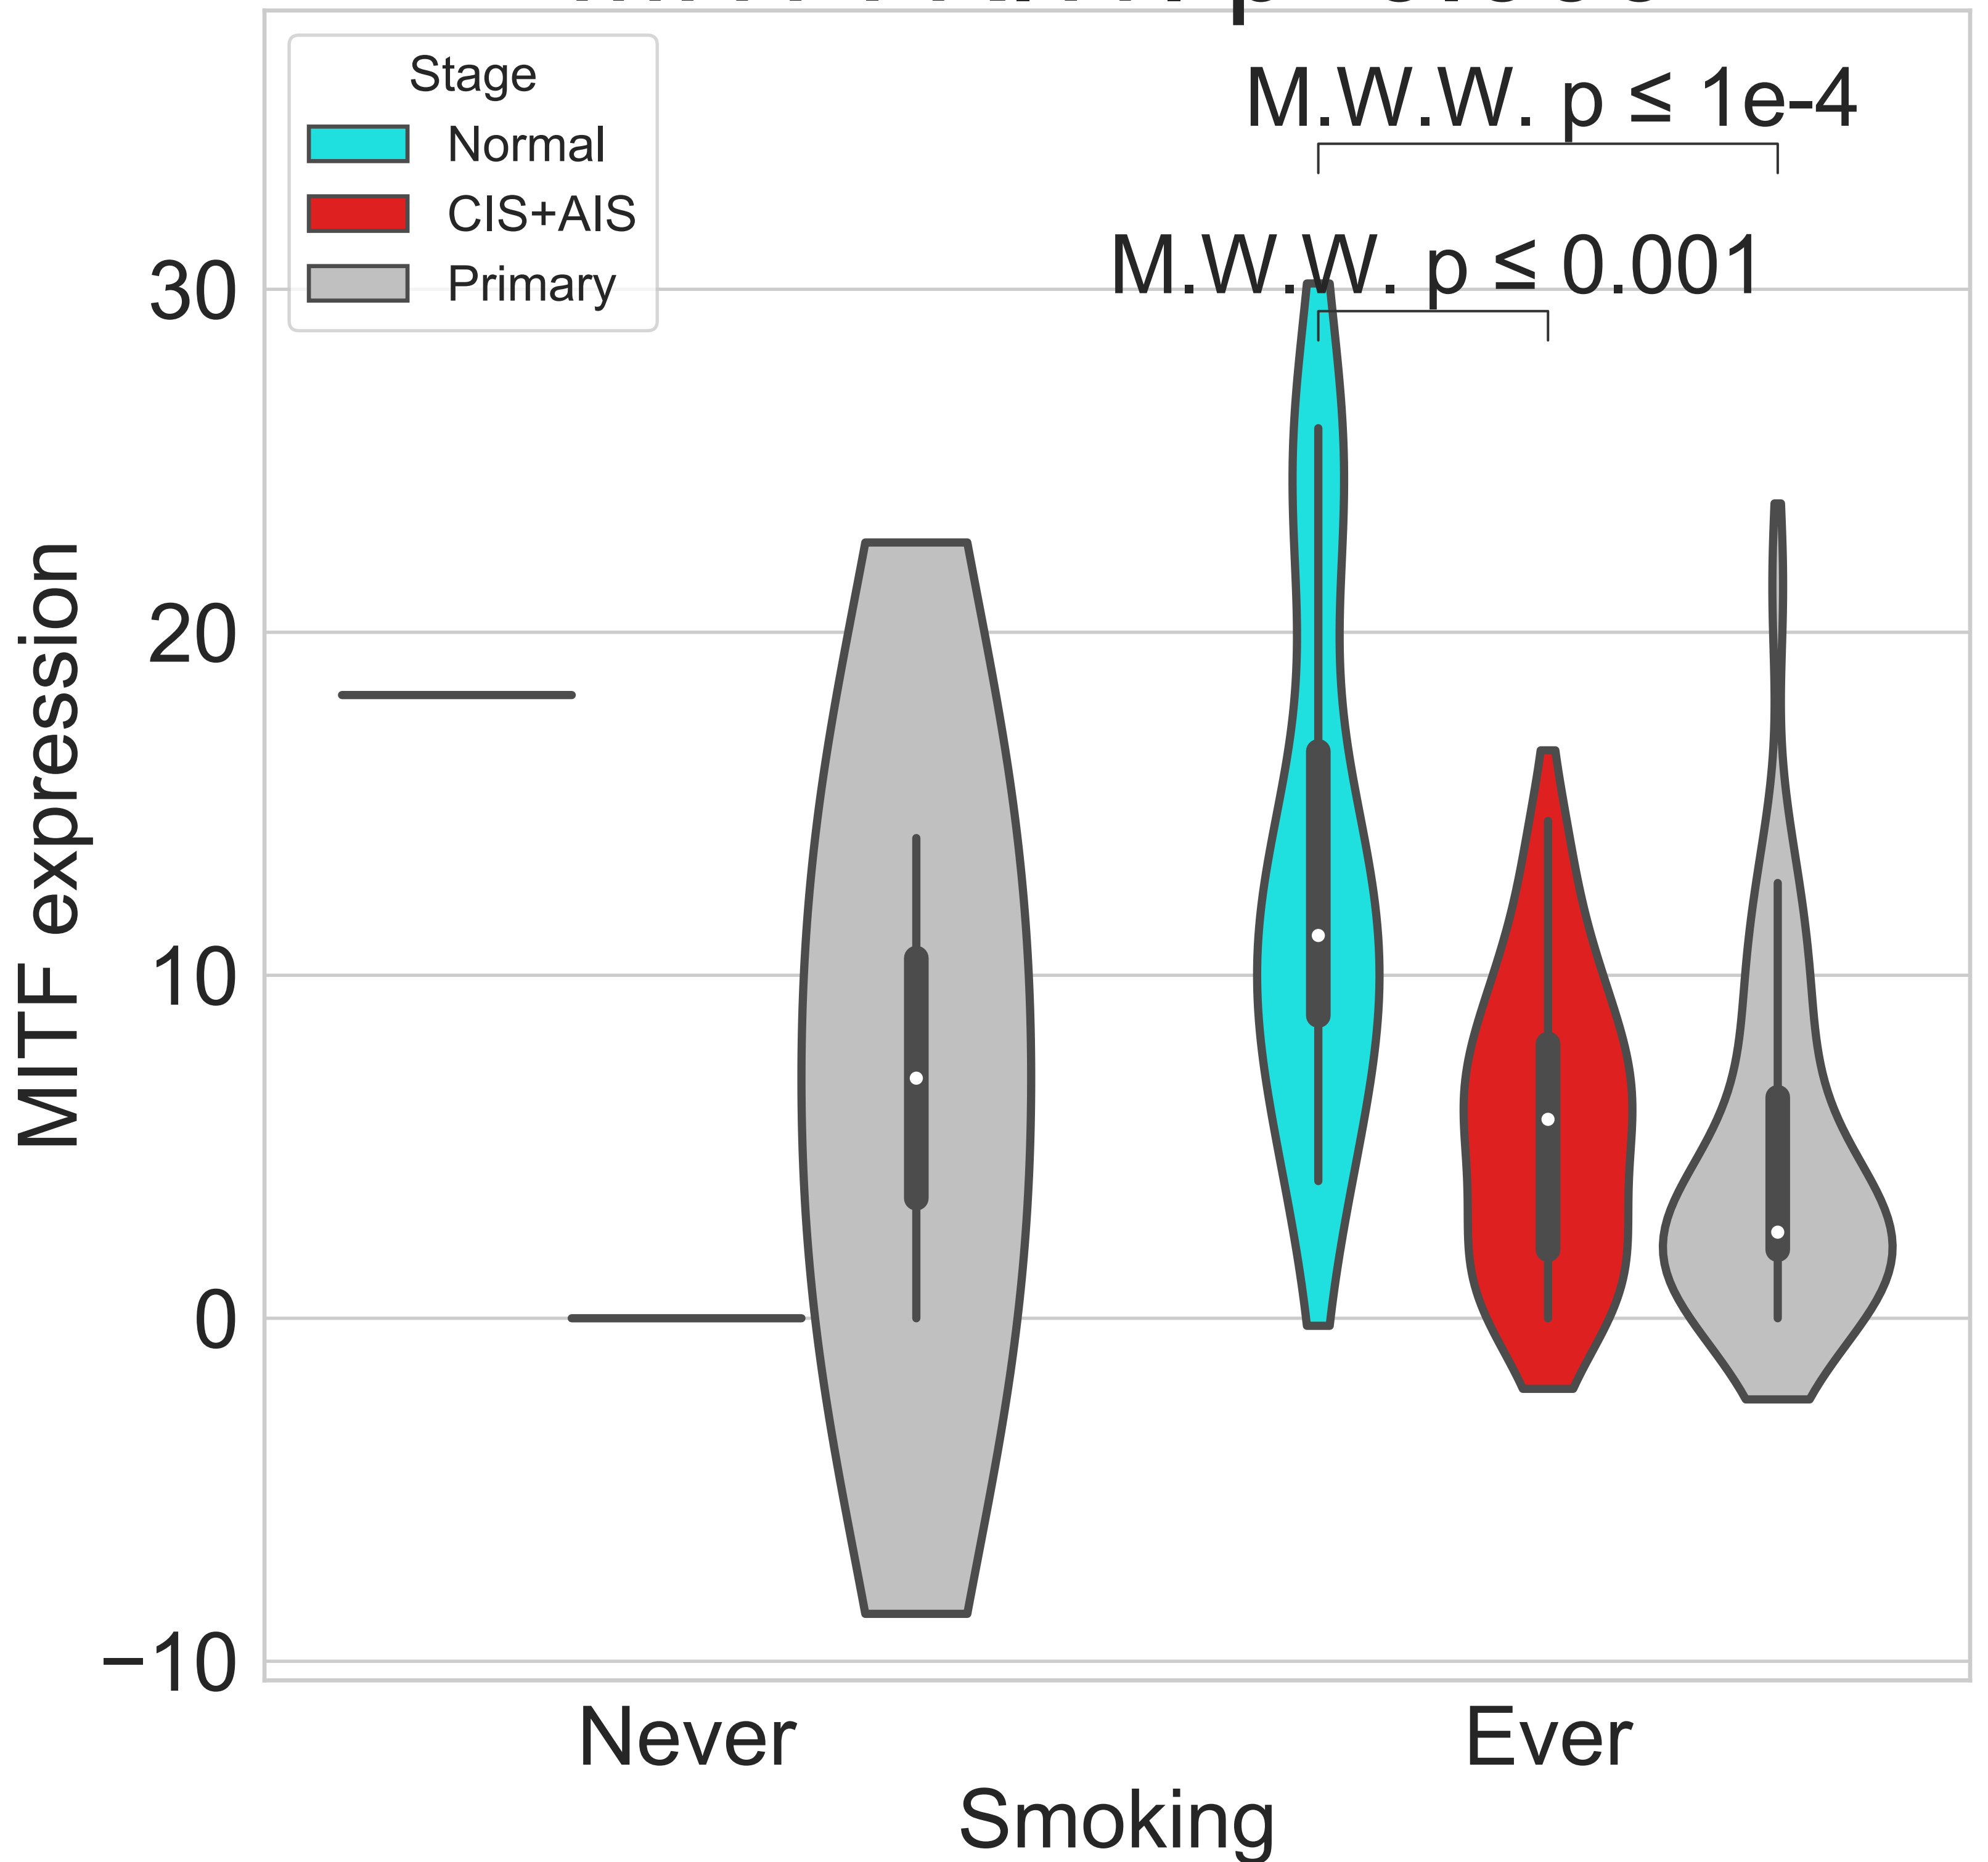 Stage
Normal
CIS+AIS
Primary
M.W.W. p ≤ 1e-4
M.W.W. p ≤ 0.001
30
20
10
0
−10
MITF expression
Never
Ever
Smoking